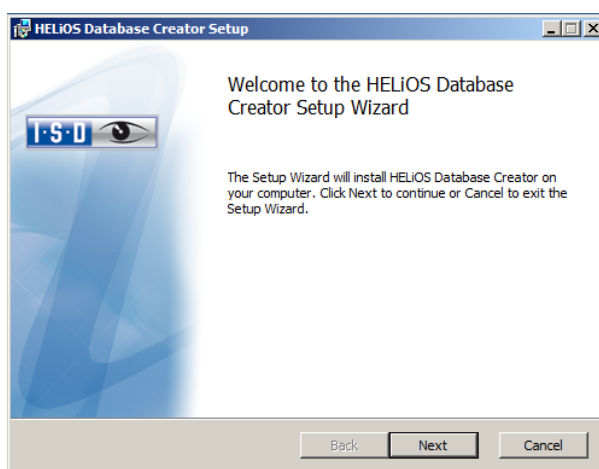 HELiOS Database Creator Setup
Welcome to the HELiOS Database
Creator Setup Wizard
I·S·D
The Setup Wizard will install HELiOS Database Creator on
your computer. Click Next to continue or Cancel to exit the
Setup Wizard.
Back Next Cancel